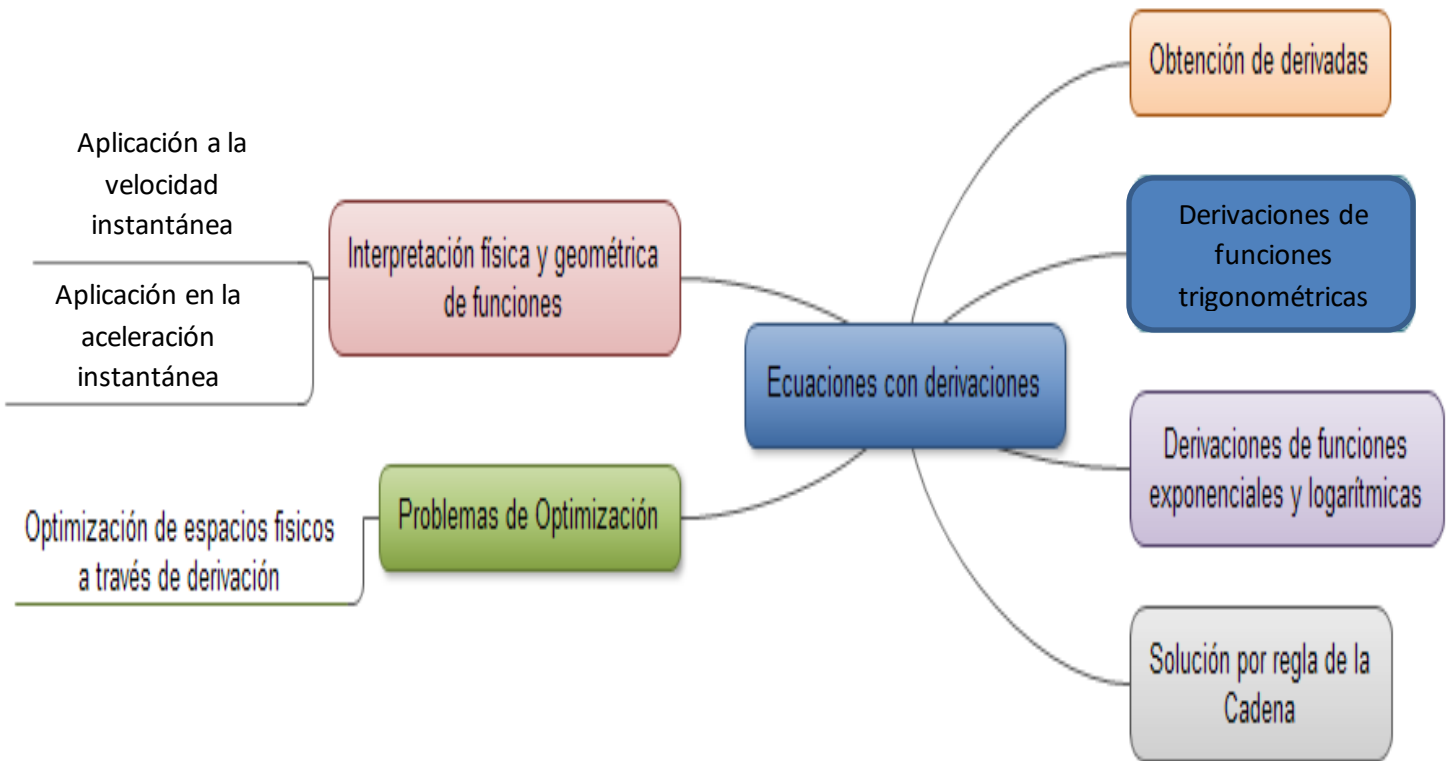 Obtención de derivadas
Aplicación a la
velocidad
instantánea
Derivaciones de
funciones
trigonométricas
Interpretación física y geométrica
de funciones
Aplicación en la
aceleración
instantánea
Ecuaciones con derivaciones
Derivaciones de funciones
exponenciales y logarítmicas
Problemas de Optimización
Optimización de espacios fisicos
a través de derivación
Solución por regla de la
Cadena